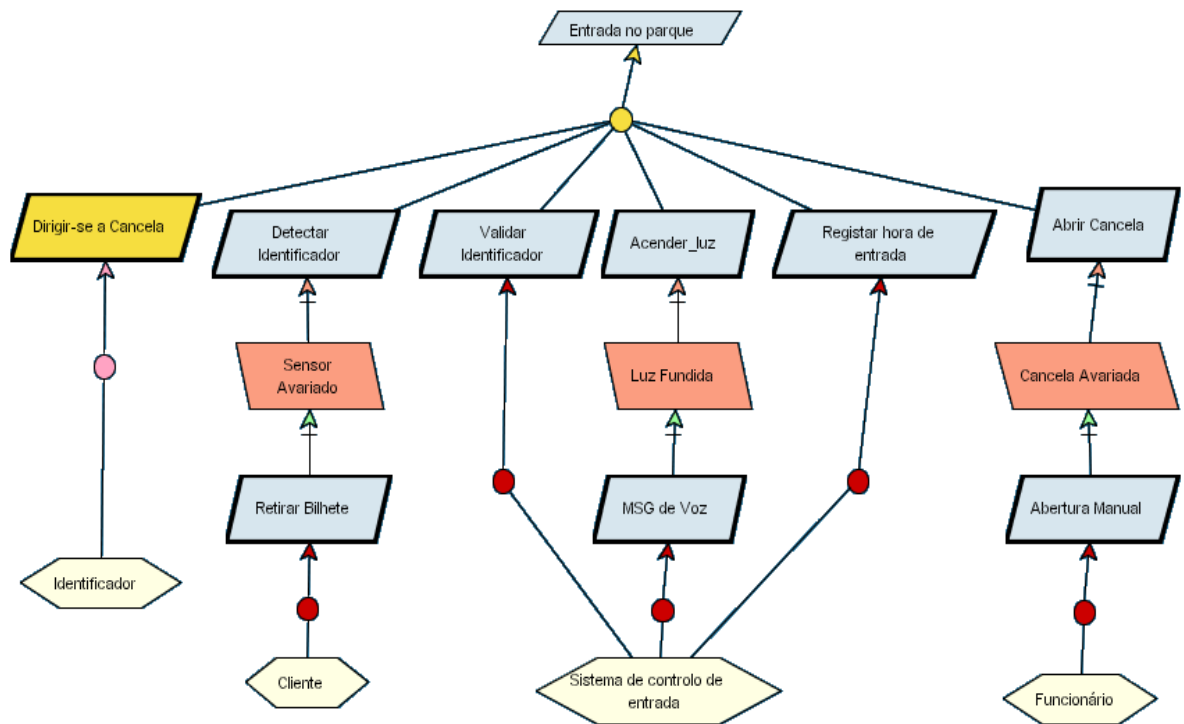 Entrada no parque
Dirigir-se a Cancela
Detectar
Identificador
Validar
Identificador
Acender_luz
Registar hora de
entrada
Abrir Cancela
Sensor
Avariado
Luz Fundida
Cancela Avariada
Retirar Bilhete
MSG de Voz
Abertura Manual
Identificador
Cliente
Sistema de controlo de
entrada
Funcionário